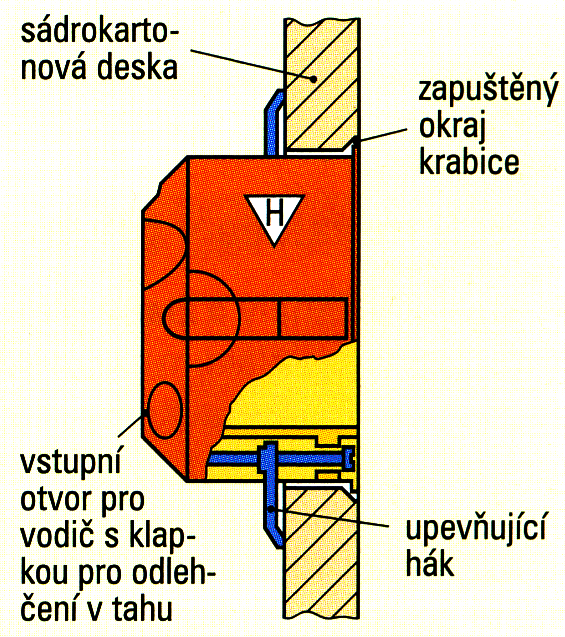 sádrokarto-
nová deska
zapuštěný
okraj
krabice
H
vstupní
otvor pro
vodič s klap-
kou pro odleh-
čení v tahu
upevňující
hák